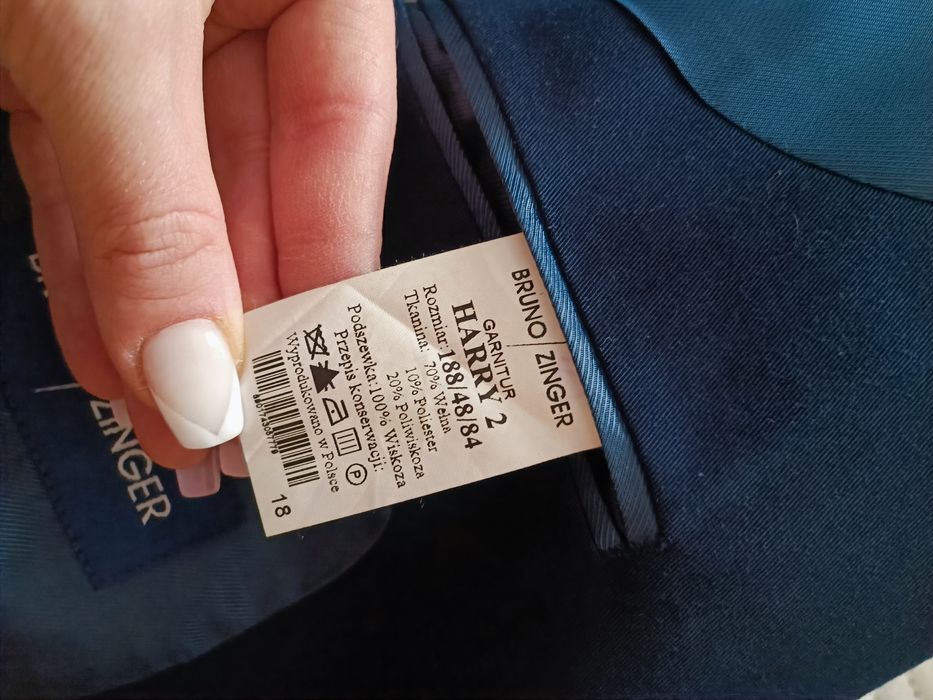 BRUNO/ZINGER
GARNITUR
HARRY 2
Rozmiar:188/48/84
Tkanina: 70% Wełna
10% Poliester
20% Poliwiskoza
Podszewka:100% Wiskoza
Przepis konserwacji:
P
Wyprodukowano w Polsce
18
ZINGER